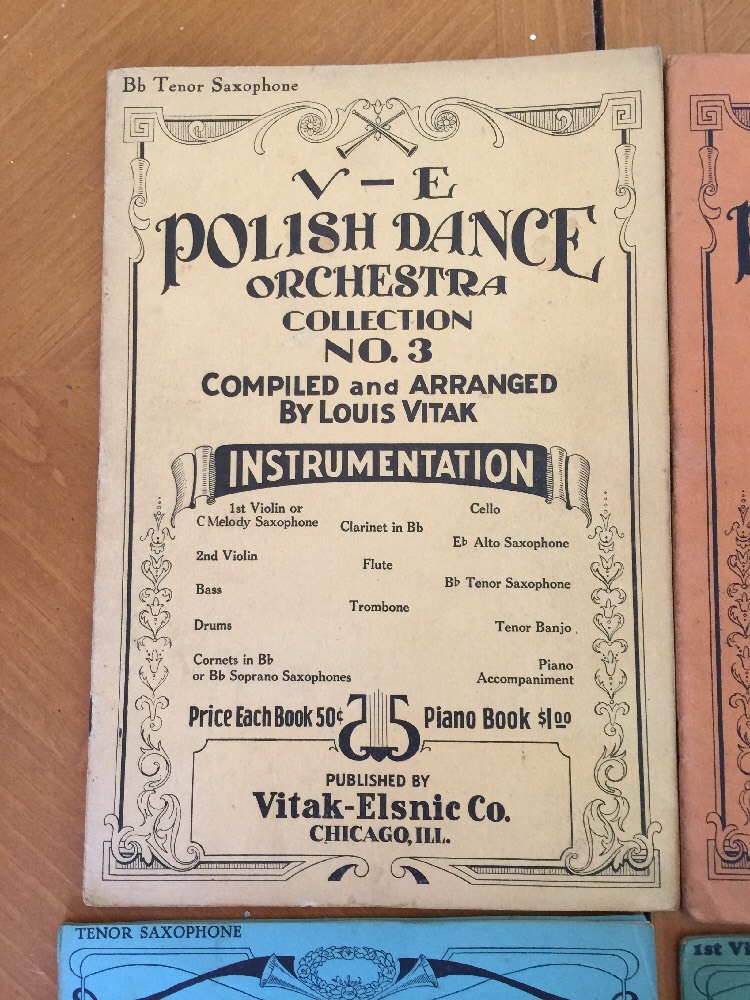 Bb Tenor Saxophone
V – E
POLISH DANCE
ORCHESTRA
COLLECTION
NO. 3
COMPILED and ARRANGED
BY LOUIS VITAK
INSTRUMENTATION
1st Violin or
C Melody Saxophone
2nd Violin
Bass
Drums
Cornets in Bb
or Bb Soprano Saxophones
Clarinet in Bb
Flute
Trombone
Cello
E♭ Alto Saxophone
B♭ Tenor Saxophone
Tenor Banjo
Piano
Accompaniment
Price Each Book 50¢
Piano Book $1.00
PUBLISHED BY
Vitak-Elsnic Co.
CHICAGO, ILL.
TENOR SAXOPHONE
1st